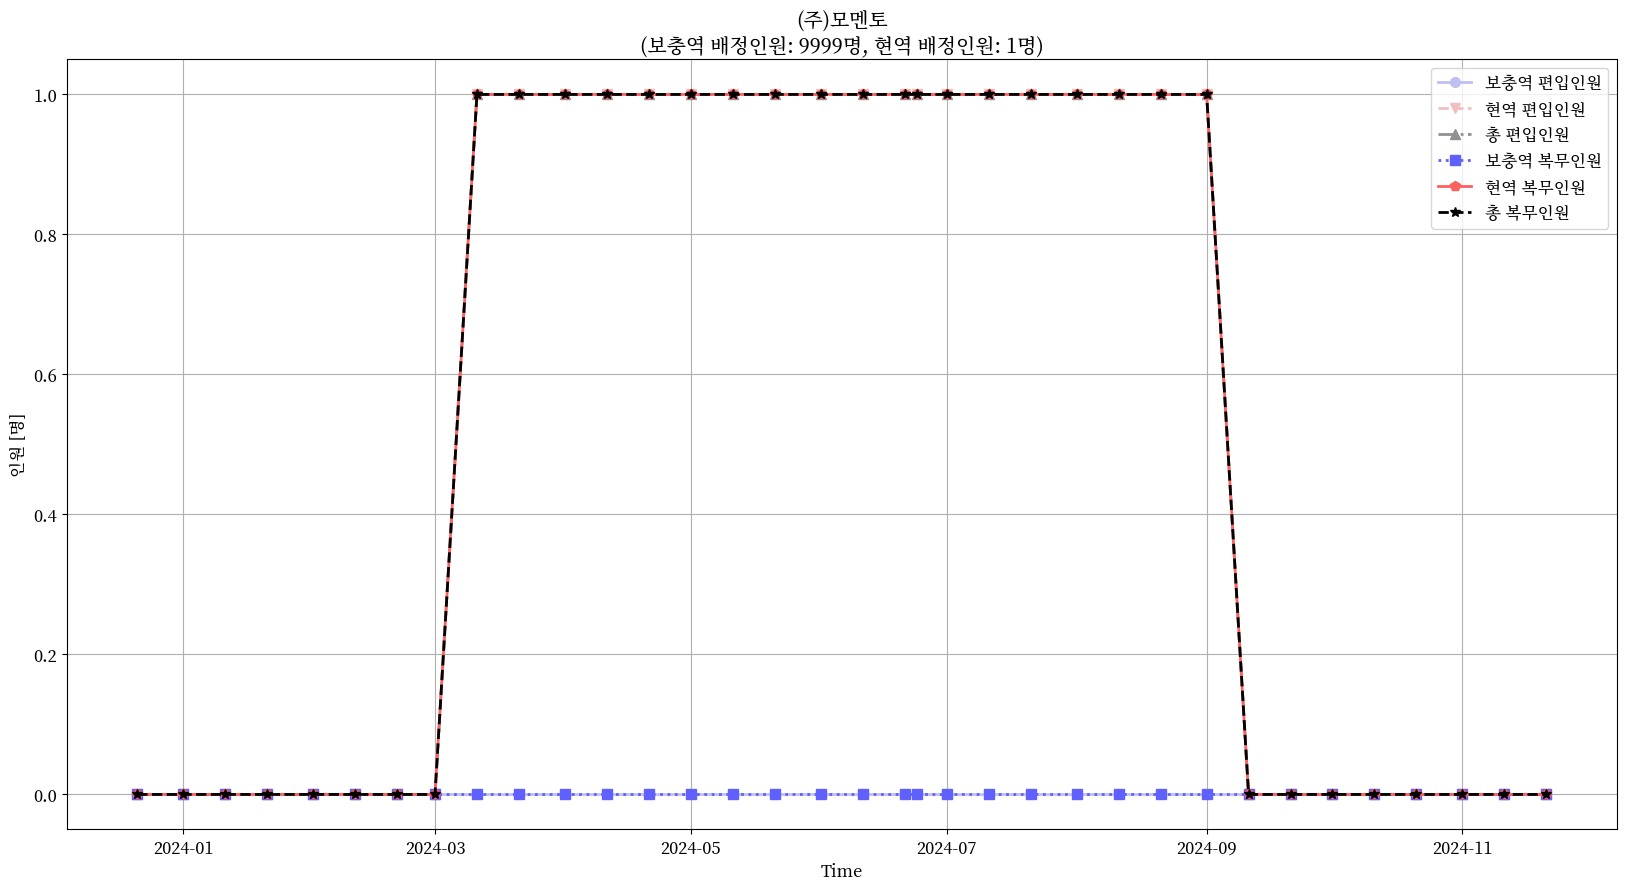 (주)모멘토
(보충역 배정인원: 9999명, 현역 배정인원: 1명)
보충역 편입인원
현역 편입인원
총 편입인원
보충역 복무인원
현역 복무인원
총 복무인원
인원 [명]
1.0
0.8
0.6
0.4
0.2
0.0
2024-01
2024-03
2024-05
2024-07
2024-09
2024-11
Time